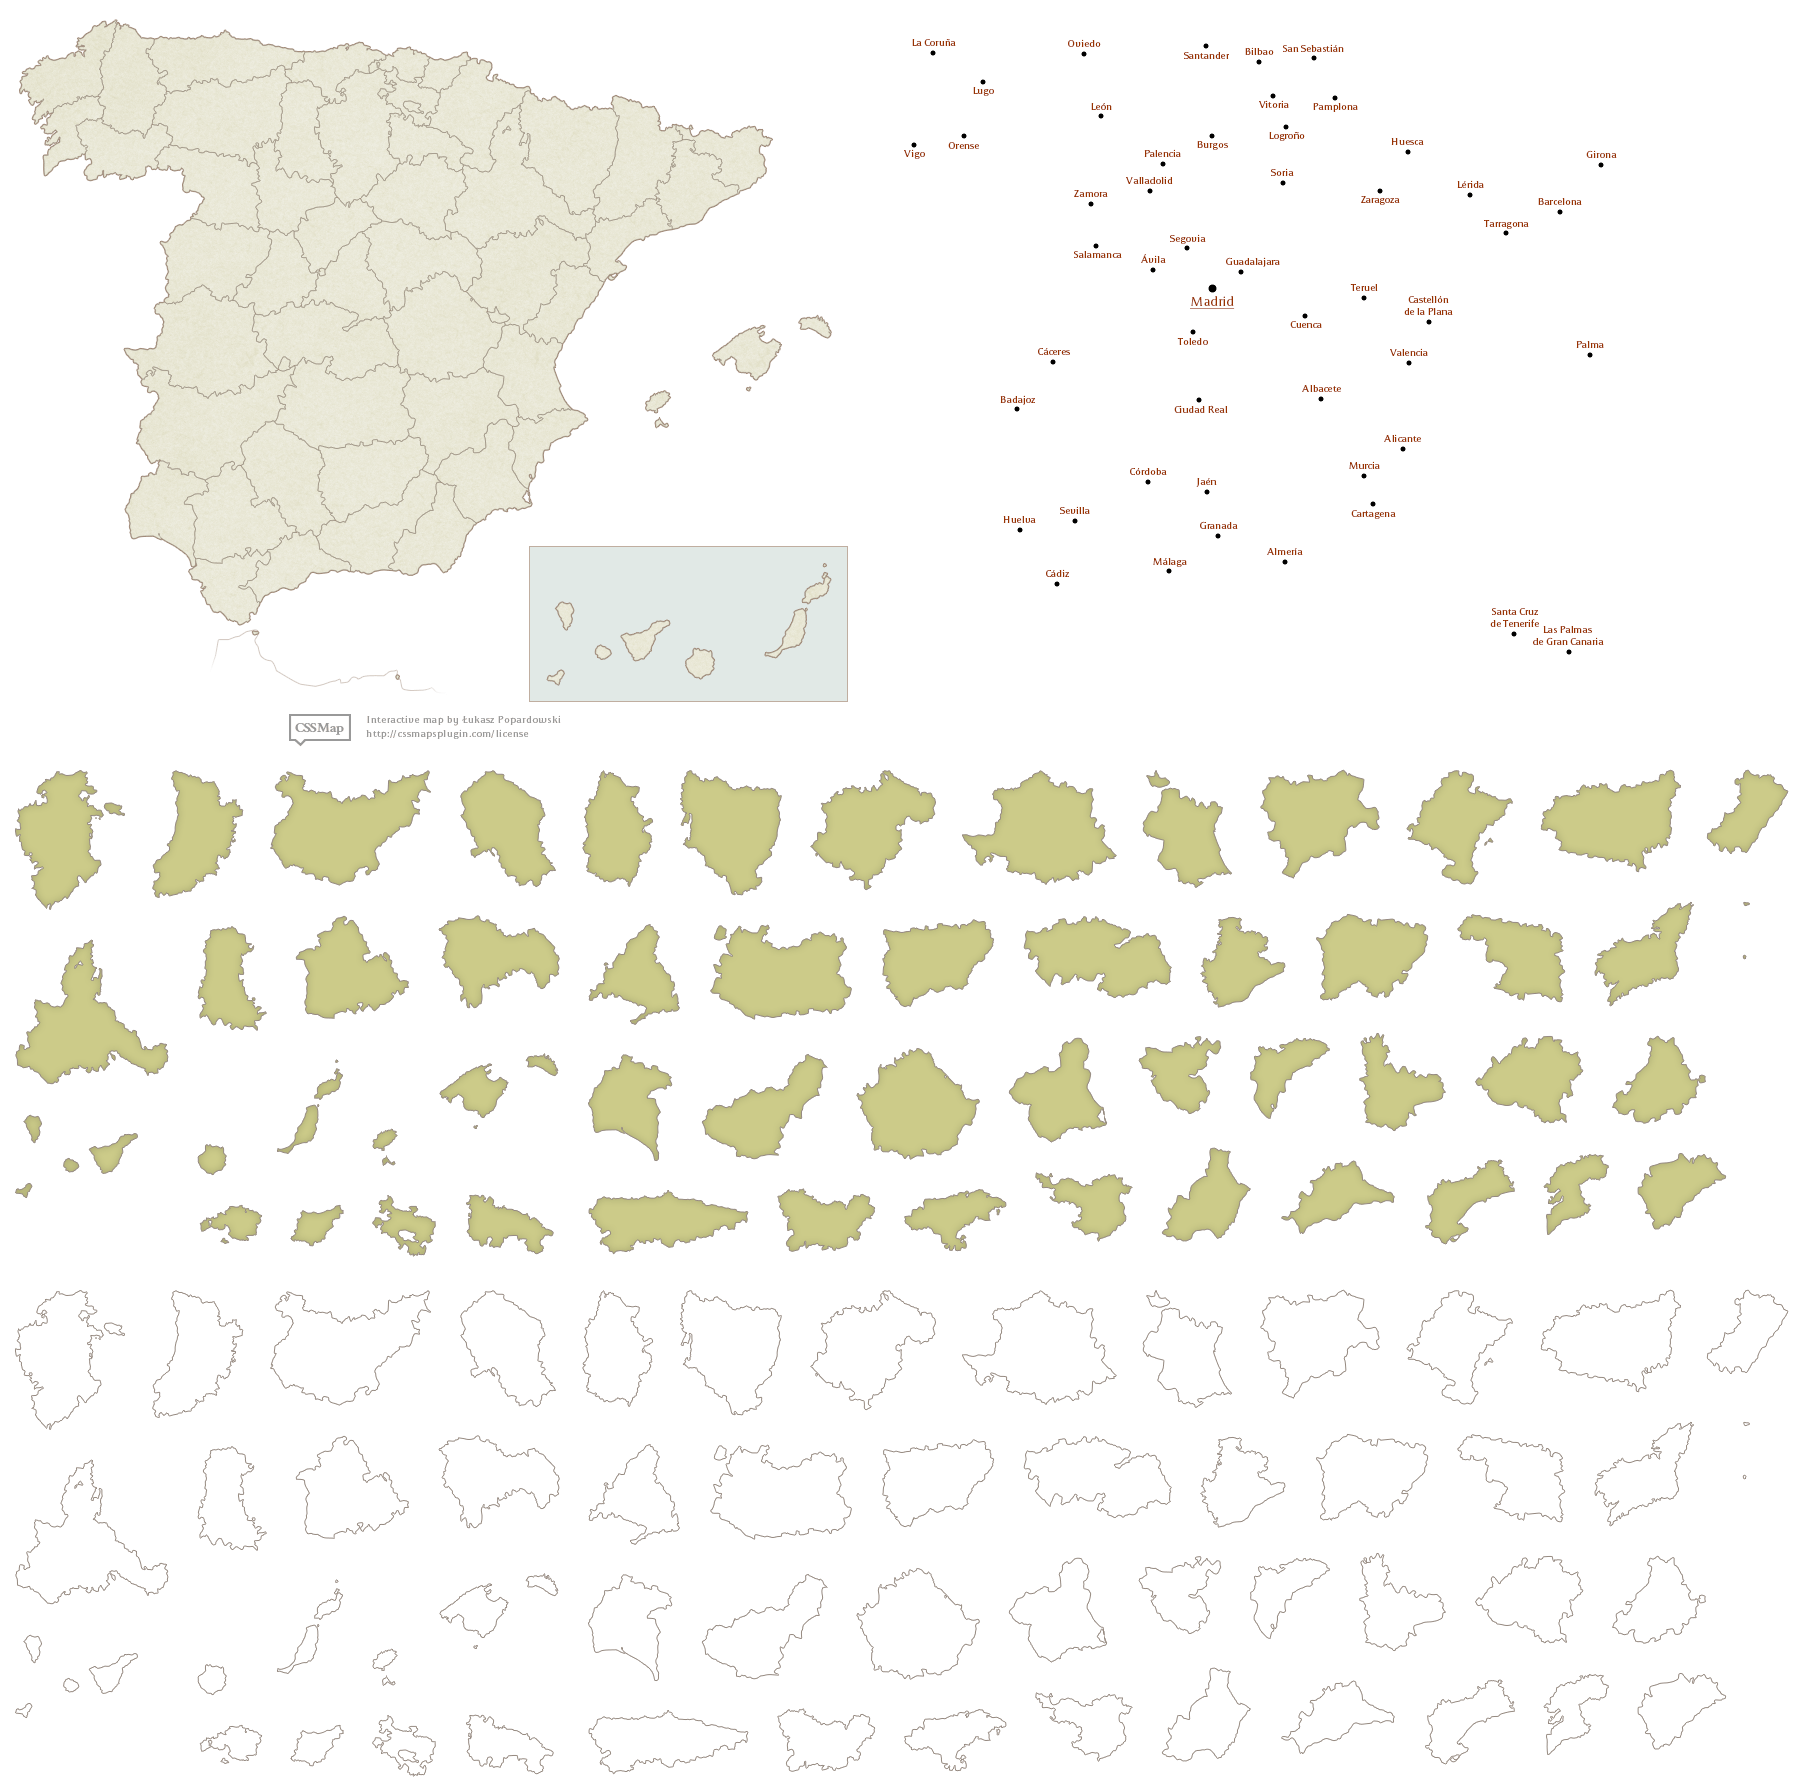 La Coruña
Oviedo
Santander
Bilbao
San Sebastián
Lugo
León
Vitoria
Pamplona
Logroño
Vigo
Orense
Palencia
Burgos
Huesca
Girona
Valladolid
Soria
Zamora
Zaragoza
Lérida
Barcelona
Tarragona
Salamanca
Segovia
Ávila
Guadalajara
Madrid
Teruel
Castellón
de la Plana
Cuenca
Toledo
Cáceres
Valencia
Palma
Badajoz
Albacete
Ciudad Real
Alicante
Córdoba
Jaén
Murcia
Cartagena
Huelva
Sevilla
Granada
Almería
Málaga
Cádiz
Santa Cruz
de Tenerife
Las Palmas
de Gran Canaria
CSSMap
Interactive map by Łukasz Popardowski
http://cssmapsplugin.com/license